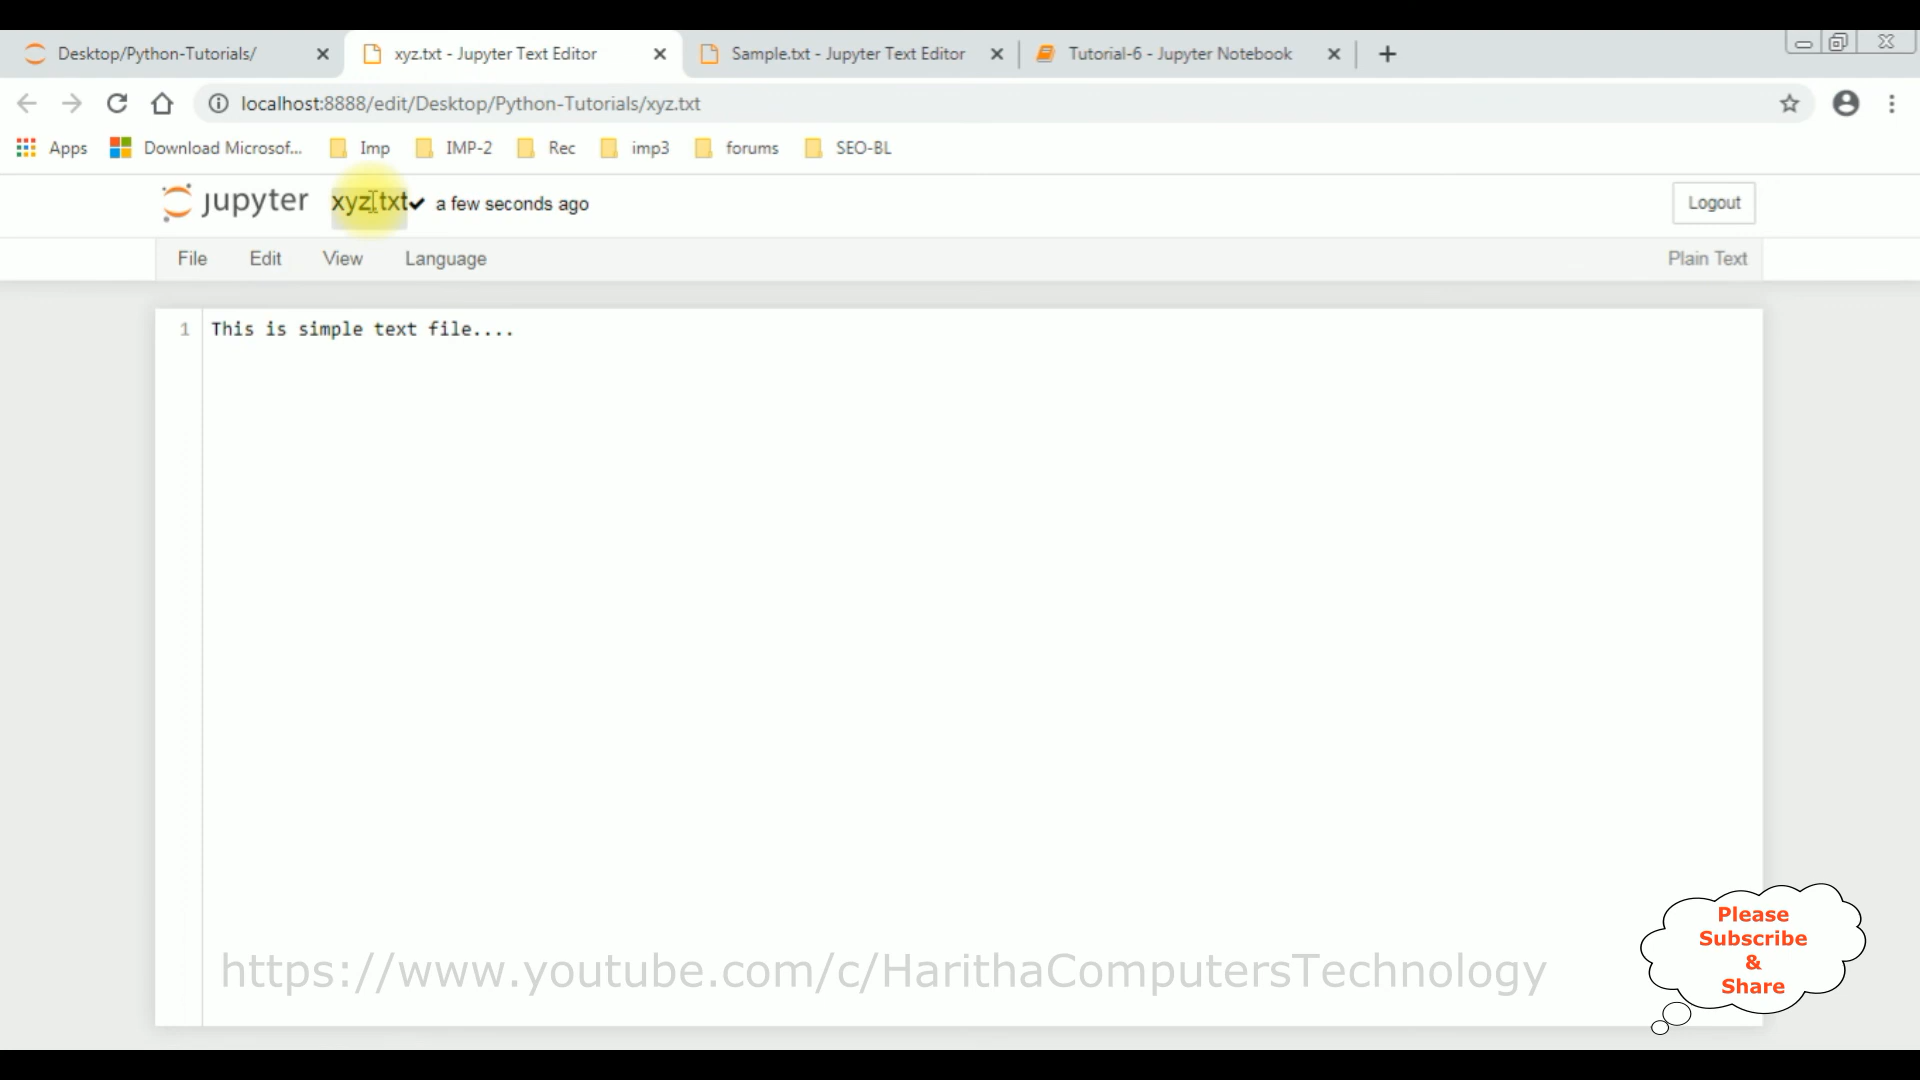 Desktop/Python-Tutorials/
xyz.txt - Jupyter Text Editor
Sample.txt - Jupyter Text Editor
Tutorial-6 - Jupyter Notebook
localhost:8888/edit/Desktop/Python-Tutorials/xyz.txt
Apps
Download Microsof...
Imp
IMP-2
Rec
imp3
forums
SEO-BL
jupyter
xyz.txt
a few seconds ago
Logout
File
Edit
View
Language
Plain Text
1 This is simple text file....
https://www.youtube.com/c/HarithaComputersTechnology
Please
Subscribe
&
Share